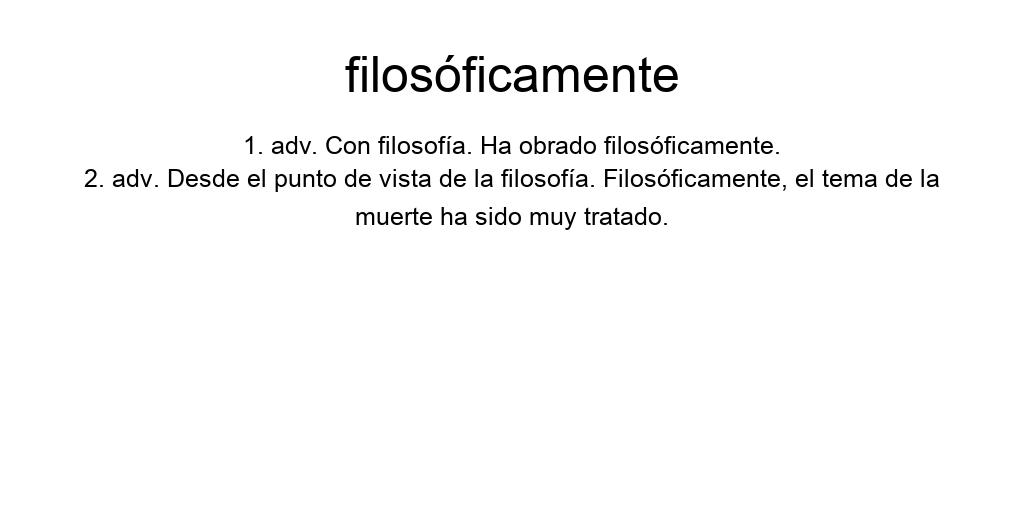 filosóficamente
1. adv. Con filosofía. Ha obrado filosóficamente.
2. adv. Desde el punto de vista de la filosofía. Filosóficamente, el tema de la
muerte ha sido muy tratado.